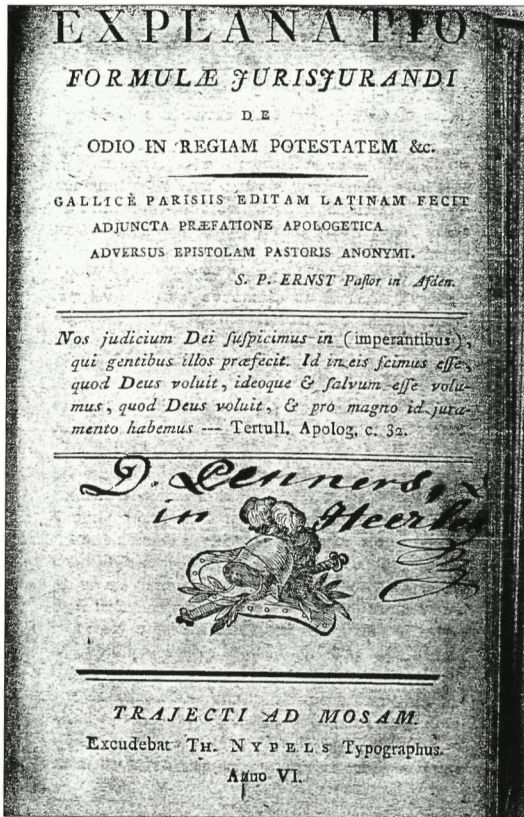 EXPLANATIO
FORMULÆ JURISJURANDI
DE
ODIO IN REGIAM POTESTATEM &c.
GALLICÈ PARISIIS EDITAM LATINAM FECIT
ADJUNCTA PRÆFATIONE APOLOGETICA
ADVERSUS EPISTOLAM PASTORIS ANONYMI.
S. P. ERNST Paſtor in Afden.
Nos judicium Dei ſuſpicimus in (imperantibus),
qui gentibus illos præfecit. Id in eis ſcimus eſſe,
quod Deus voluit, ideoque & ſalvum eſſe volu-
mus, quod Deus voluit, & pro magno id jura-
mento habemus — Tertull. Apolog. c. 32.
D. Lenners,
in
TRAJECTI AD MOSAM.
Excudebat TH. NYPELS Typographus.
Anno VI.